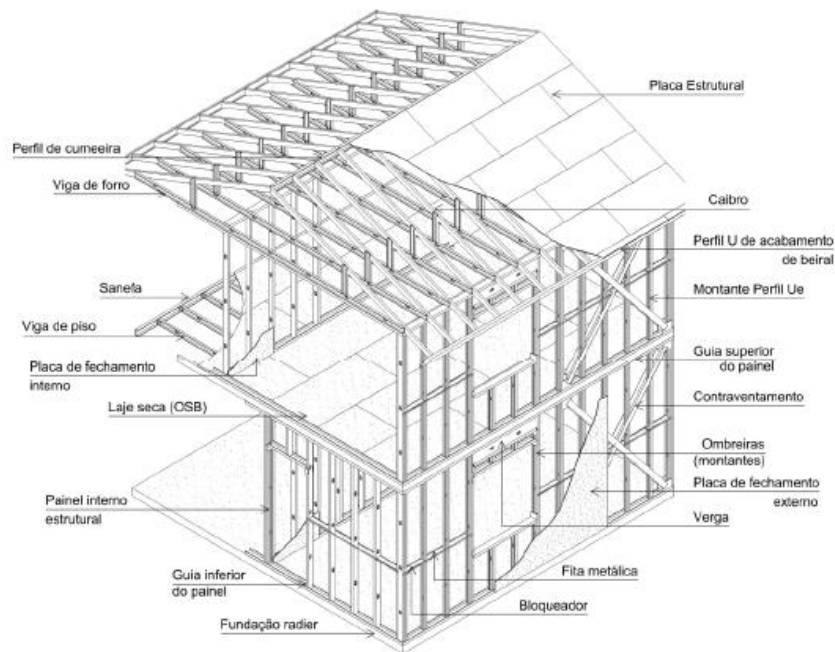 Placa Estrutural
Perfil de cumeeira
Viga de forro
Caibro
Perfil U de acabamento
de beiral
Sanefa
Montante Perfil Ue
Viga de piso
Guia superior
do painel
Placa de fechamento
interno
Contraventamento
Laje seca (OSB)
Ombreiras
(montantes)
Placa de fechamento
externo
Painel interno
estrutural
Verga
Guia inferior
do painel
Fita metálica
Bloqueador
Fundação radier